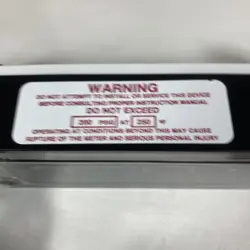 WARNING
DO NOT ATTEMPT TO INSTALL OR SERVICE THIS DEVICE
BEFORE CONSULTING PROPER INSTRUCTION MANUAL
DO NOT EXCEED
PSIG AT 250 °F
OPERATING AT CONDITIONS BEYOND THIS MAY CAUSE
RUPTURE OF THE METER AND SERIOUS PERSONAL INJURY